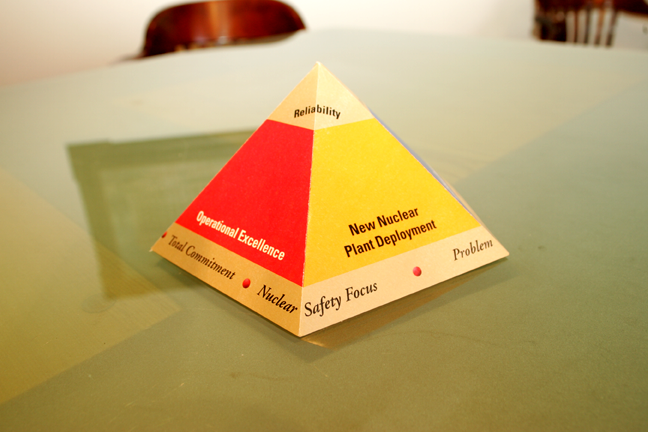 Reliability
Operational Excellence
New Nuclear
Plant Deployment
Total Commitment • Nuclear Safety Focus • Problem